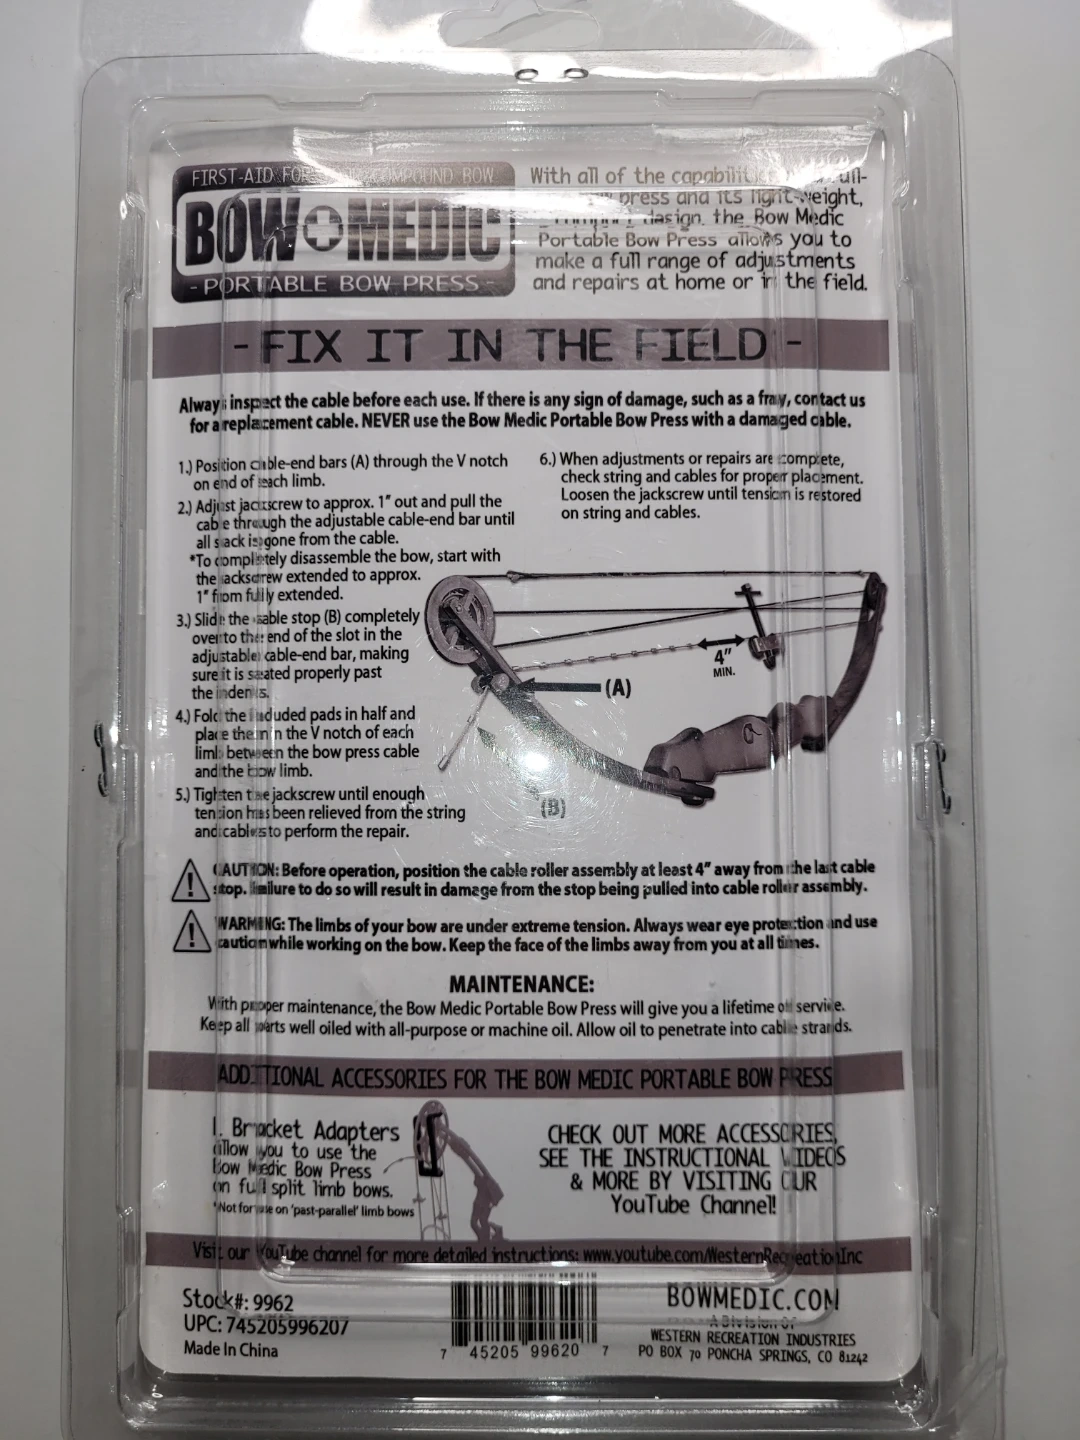 FIRST-AID FOR COMPOUND BOW
BOW MEDIC
- PORTABLE BOW PRESS -
With all of the full-
press and its light-weight,
design, the Bow Medic
Portable Bow Press allows you to
make a full range of adjustments
and repairs at home or in the field.
- FIX IT IN THE FIELD -
Always inspect the cable before each use. If there is any sign of damage, such as a fray, contact us
for a replacement cable. NEVER use the Bow Medic Portable Bow Press with a damaged cable.
1.) Position cable-end bars (A) through the V notch
on end of each limb.
2.) Adjust jackscrew to approx. 1" out and pull the
cable through the adjustable cable-end bar until
all slack is gone from the cable.
*To completely disassemble the bow, start with
the jackscrew extended to approx.
1" from fully extended.
3.) Slide the cable stop (B) completely
over to the end of the slot in the
adjustable cable-end bar, making
sure it is seated properly past
the indents.
4.) Fold the included pads in half and
place them in the V notch of each
limb between the bow press cable
and the bow limb.
5.) Tighten the jackscrew until enough
tension has been relieved from the string
and cables to perform the repair.
6.) When adjustments or repairs are complete,
check string and cables for proper placement.
Loosen the jackscrew until tension is restored
on string and cables.
4"
MIN.
(A)
(B)
CAUTION: Before operation, position the cable roller assembly at least 4" away from the last cable
stop. Failure to do so will result in damage from the stop being pulled into cable roller assembly.
WARNING: The limbs of your bow are under extreme tension. Always wear eye protection and use
caution while working on the bow. Keep the face of the limbs away from you at all times.
MAINTENANCE:
With proper maintenance, the Bow Medic Portable Bow Press will give you a lifetime of service.
Keep all parts well oiled with all-purpose or machine oil. Allow oil to penetrate into cable strands.
ADDITIONAL ACCESSORIES FOR THE BOW MEDIC PORTABLE BOW PRESS
1. Bracket Adapters
allow you to use the
Bow Medic Bow Press
on full split limb bows.
*Not for use on 'past-parallel' limb bows
CHECK OUT MORE ACCESSORIES,
SEE THE INSTRUCTIONAL VIDEOS
& MORE BY VISITING OUR
YouTube Channel!
Visit our YouTube channel for more detailed instructions: www.youtube.com/WesternRecreationInc
Stock#: 9962
UPC: 745205996207
Made In China
7 45205 99620 7
BOWMEDIC.COM
A Division of
WESTERN RECREATION INDUSTRIES
PO BOX 70 PONCHA SPRINGS, CO 81242